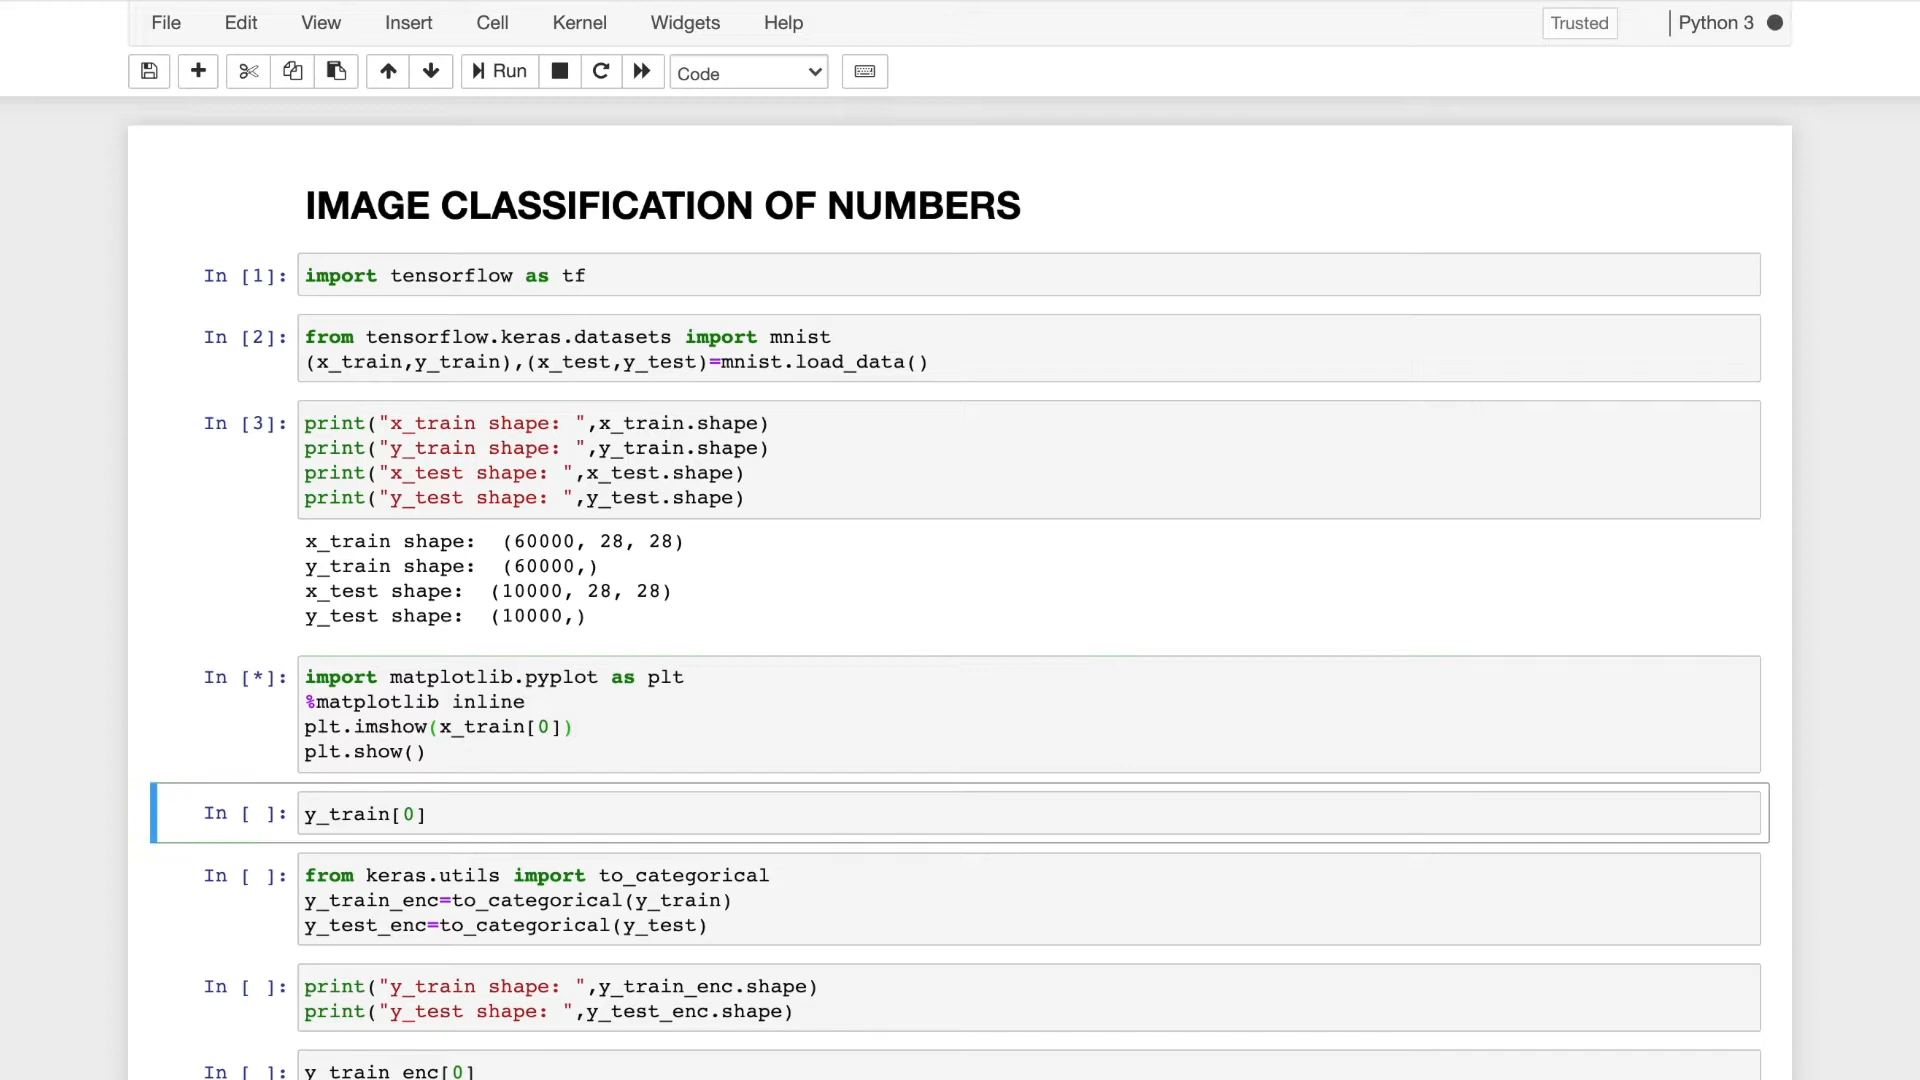 File Edit View Insert Cell Kernel Widgets Help Trusted Python 3
Run Code
IMAGE CLASSIFICATION OF NUMBERS
In [1]: import tensorflow as tf
In [2]: from tensorflow.keras.datasets import mnist
(x_train,y_train),(x_test,y_test)=mnist.load_data()
In [3]: print("x_train shape: ",x_train.shape)
print("y_train shape: ",y_train.shape)
print("x_test shape: ",x_test.shape)
print("y_test shape: ",y_test.shape)
x_train shape:  (60000, 28, 28)
y_train shape:  (60000,)
x_test shape:  (10000, 28, 28)
y_test shape:  (10000,)
In [*]: import matplotlib.pyplot as plt
%matplotlib inline
plt.imshow(x_train[0])
plt.show()
In [ ]: y_train[0]
In [ ]: from keras.utils import to_categorical
y_train_enc=to_categorical(y_train)
y_test_enc=to_categorical(y_test)
In [ ]: print("y_train shape: ",y_train_enc.shape)
print("y_test shape: ",y_test_enc.shape)
In [ ]: y_train_enc[0]